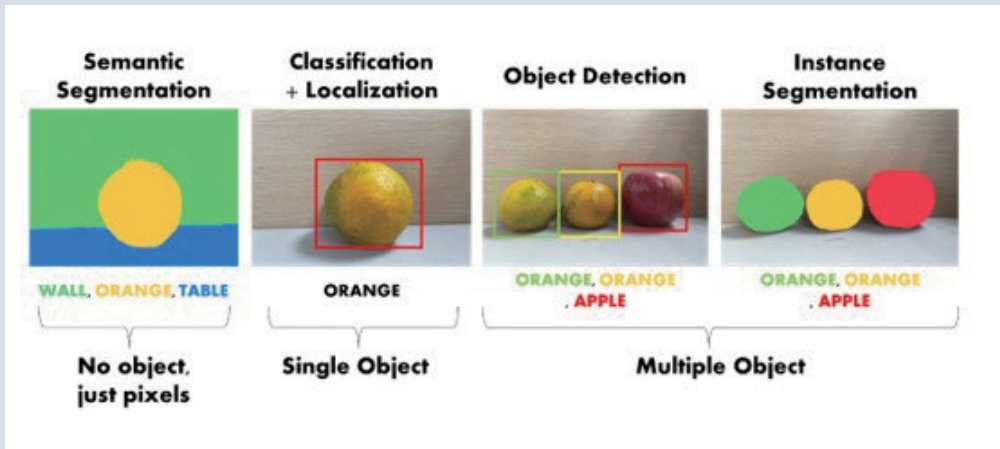 Semantic
Segmentation
Classification
+ Localization
Object Detection
Instance
Segmentation
WALL, ORANGE, TABLE
ORANGE
ORANGE, ORANGE
, APPLE
ORANGE, ORANGE
, APPLE
No object,
just pixels
Single Object
Multiple Object